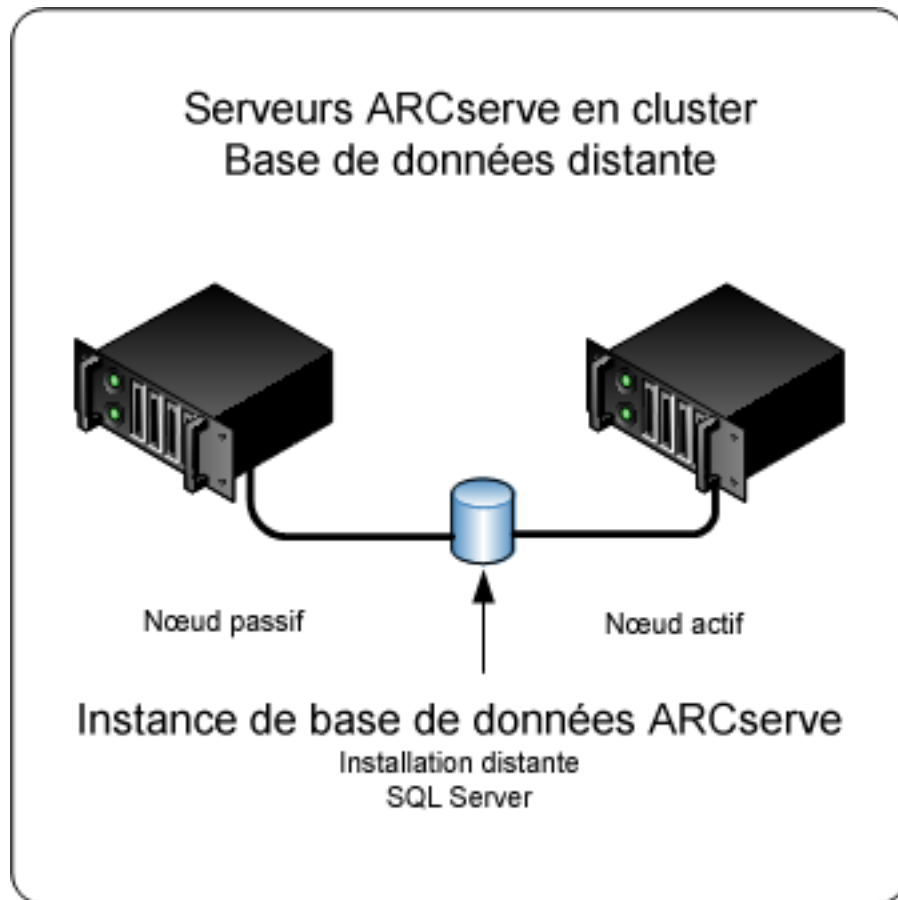 Serveurs ARCserve en cluster
Base de données distante
Nœud passif
Nœud actif
Instance de base de données ARCserve
Installation distante
SQL Server